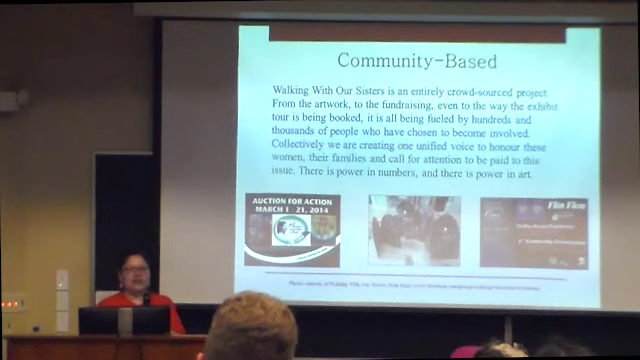 Community-Based
Walking With Our Sisters is an entirely crowd-sourced project.
From the artwork, to the fundraising, even to the way the exhibit
tour is being booked, it is all being fueled by hundreds and
thousands of people who have chosen to become involved.
Collectively we are creating one unified voice to honour these
women, their families and call for attention to be paid to this
issue. There is power in numbers, and there is power in art.
AUCTION FOR ACTION
MARCH 1 - 21, 2014
Flin Flon